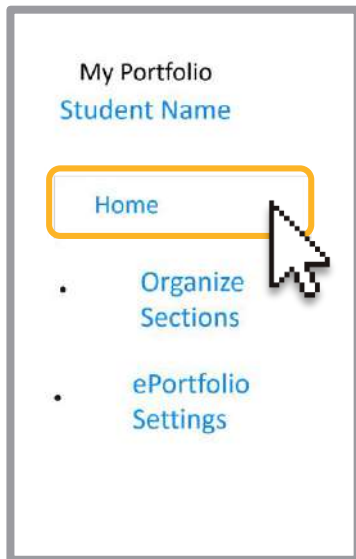 My Portfolio
Student Name
Home
Organize
Sections
ePortfolio
Settings